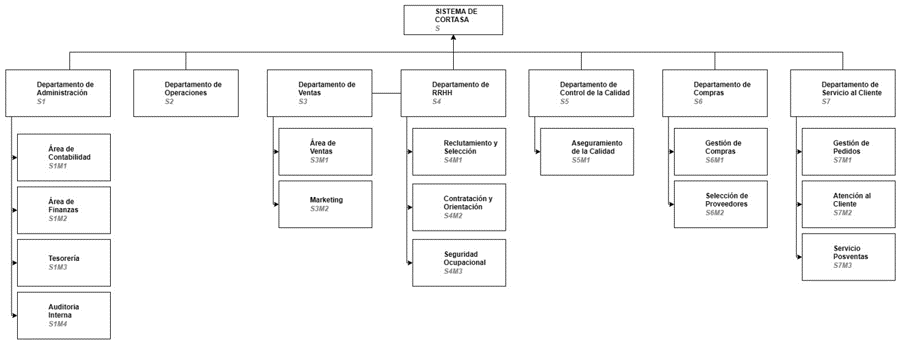 SISTEMA DE
CORTASA
S
Departamento de
Administración
S1
Departamento de
Operaciones
S2
Departamento de
Ventas
S3
Departamento de
RRHH
S4
Departamento de
Control de la Calidad
S5
Departamento de
Compras
S6
Departamento de
Servicio al Cliente
S7
Área de
Contabilidad
S1M1
Área de
Finanzas
S1M2
Tesorería
S1M3
Auditoria
Interna
S1M4
Área de
Ventas
S3M1
Marketing
S3M2
Reclutamiento y
Selección
S4M1
Contratación y
Orientación
S4M2
Seguridad
Ocupacional
S4M3
Aseguramiento
de la Calidad
S5M1
Gestión de
Compras
S6M1
Selección de
Proveedores
S6M2
Gestión de
Pedidos
S7M1
Atención al
Cliente
S7M2
Servicio
Posventas
S7M3